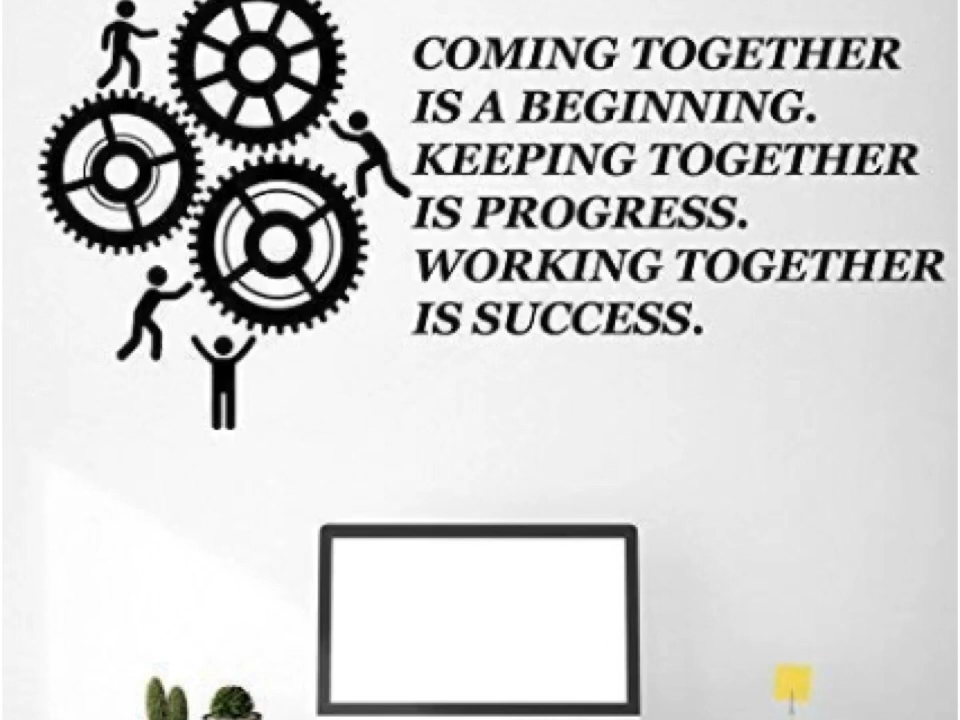 COMING TOGETHER
IS A BEGINNING.
KEEPING TOGETHER
IS PROGRESS.
WORKING TOGETHER
IS SUCCESS.